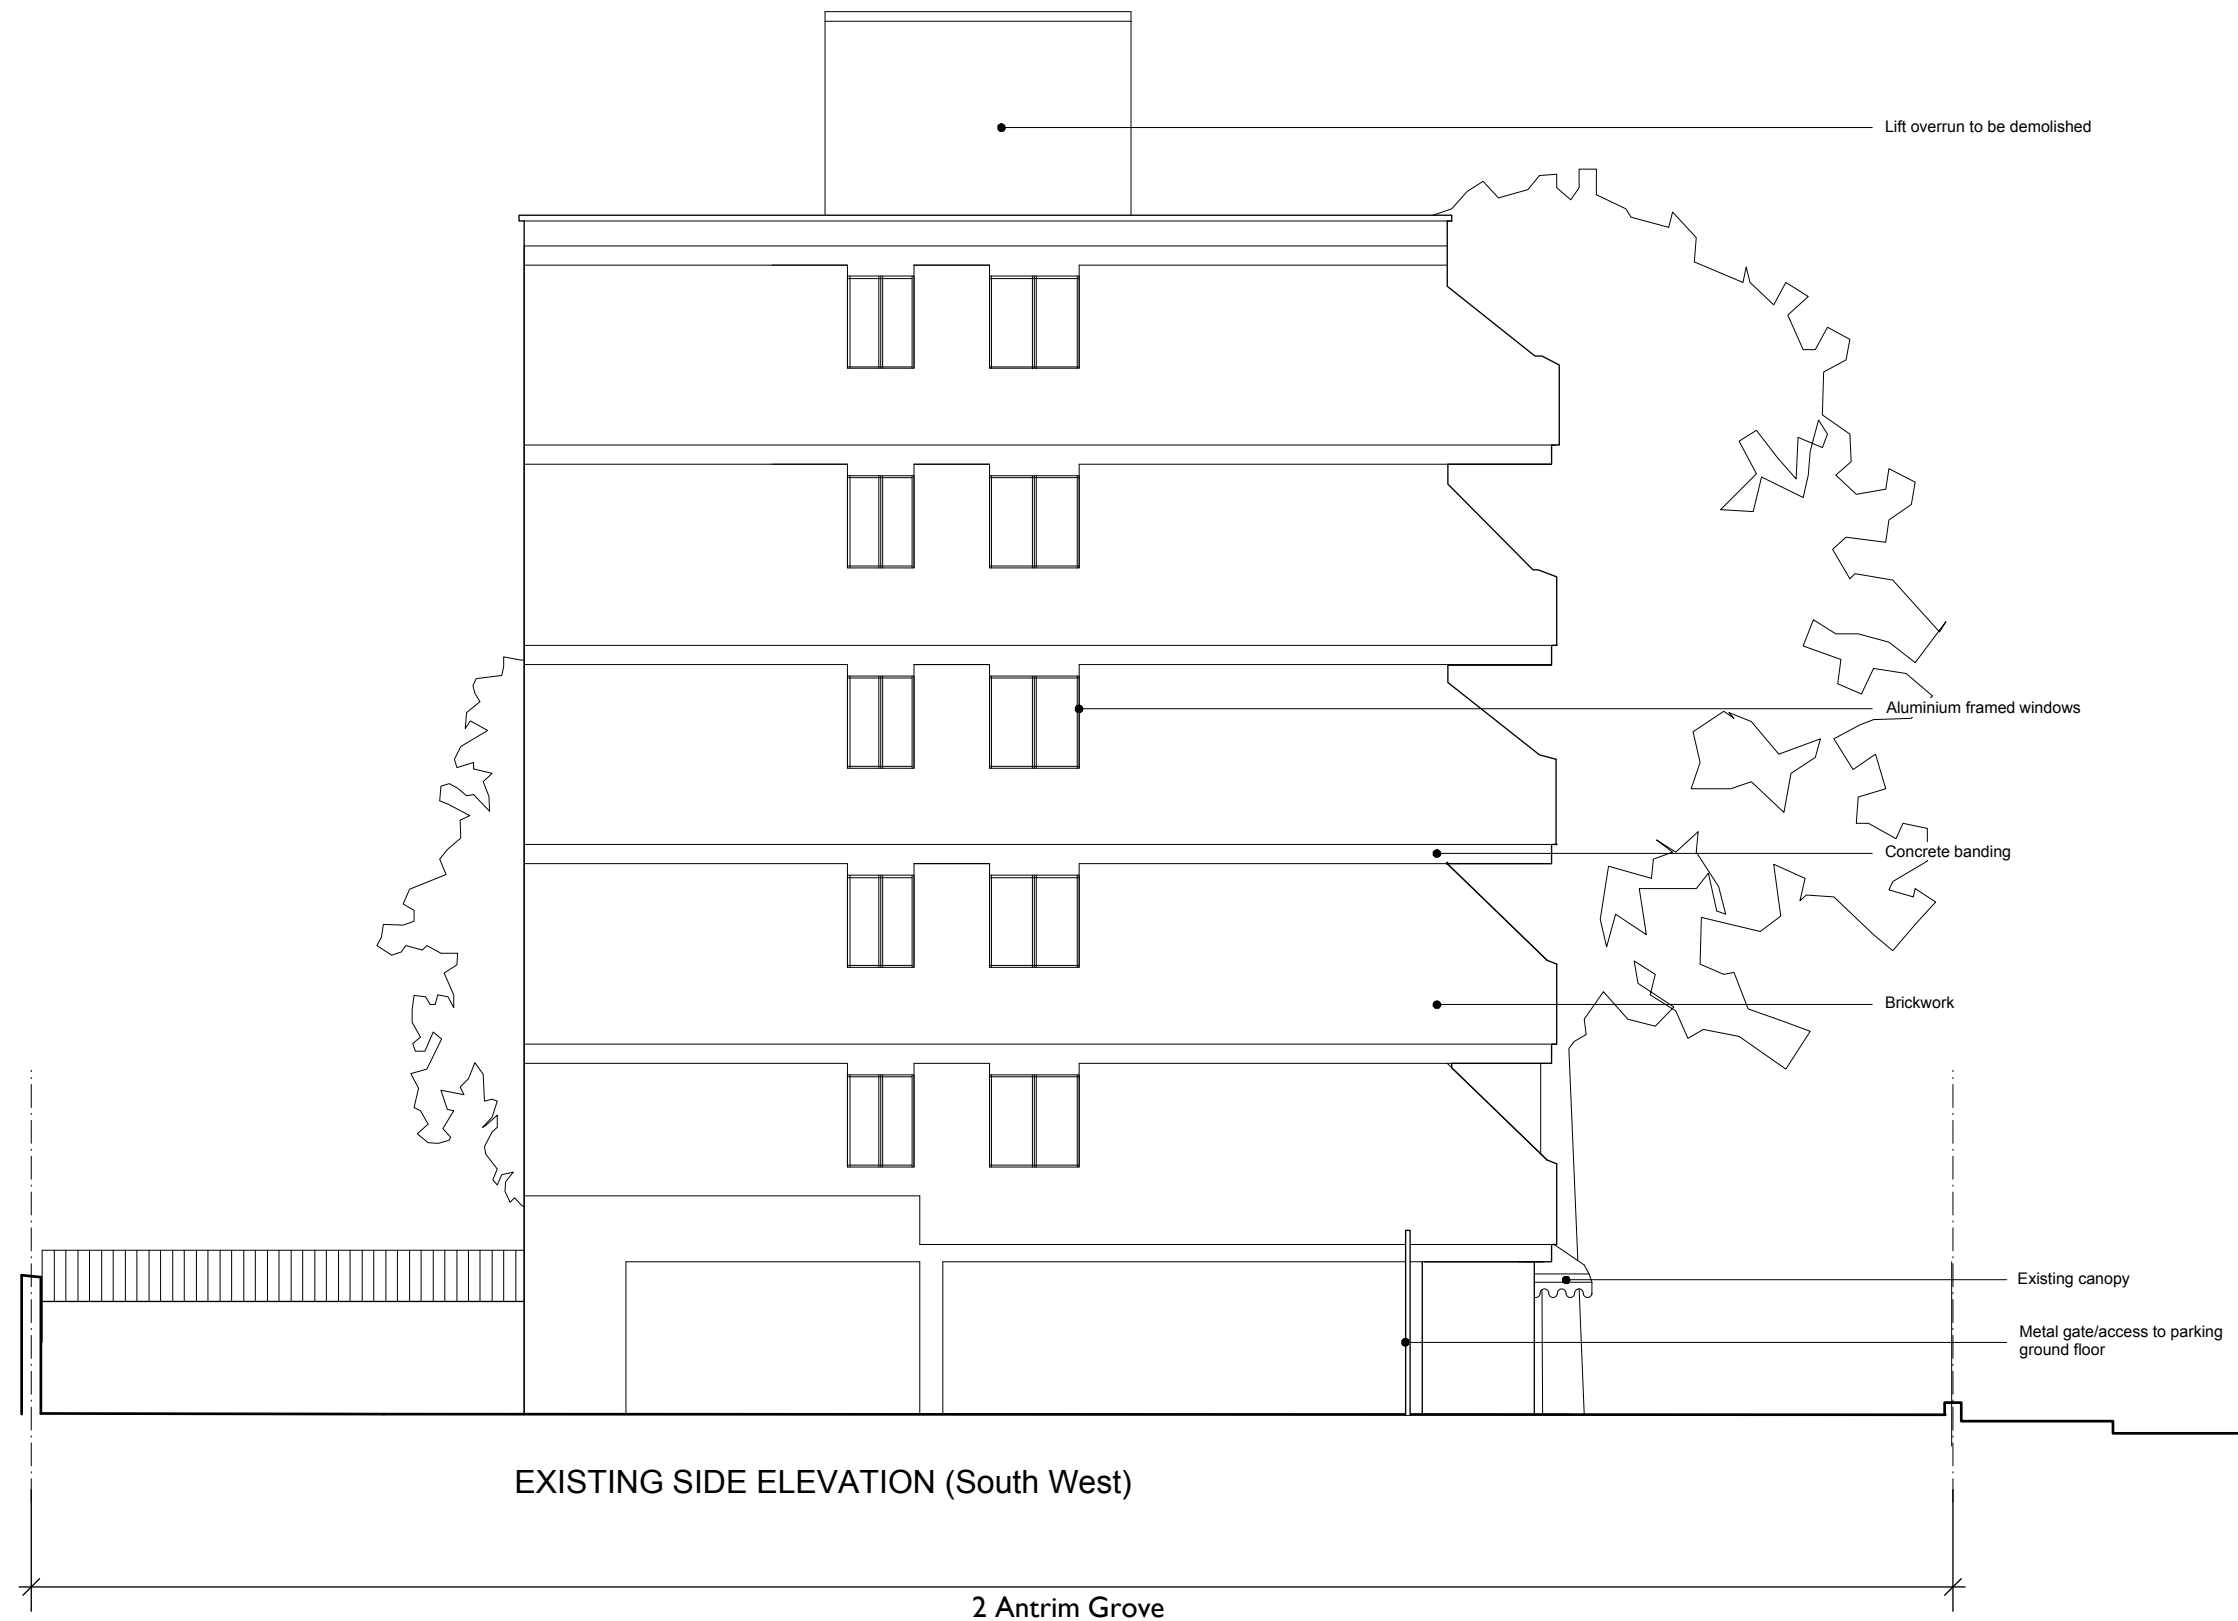 Lift overrun to be demolished
Aluminium framed windows
Concrete banding
Brickwork
Existing canopy
Metal gate/access to parking
ground floor
EXISTING SIDE ELEVATION (South West)
2 Antrim Grove